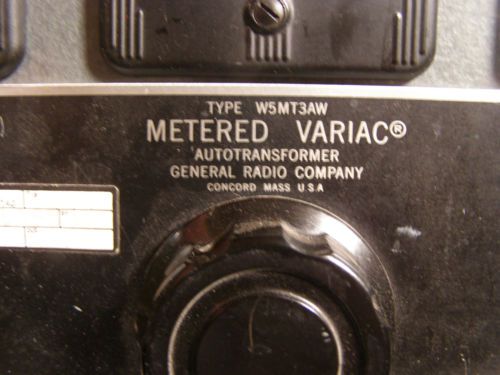 TYPE W5MT3AW
METERED VARIAC®
AUTOTRANSFORMER
GENERAL RADIO COMPANY
CONCORD MASS U.S.A